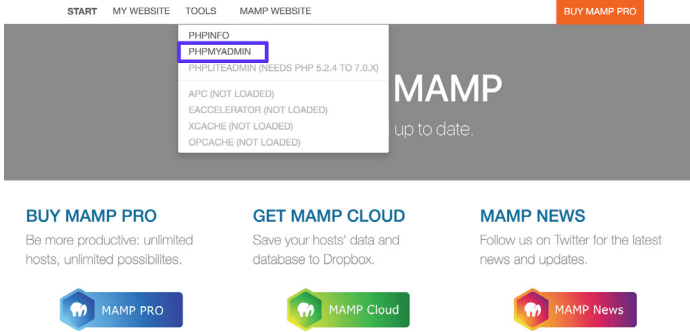 START MY WEBSITE TOOLS MAMP WEBSITE BUY MAMP PRO
PHPINFO
PHPMYADMIN
PHPLITEADMIN (NEEDS PHP 5.2.4 TO 7.0.X)
APC (NOT LOADED)
EACCELERATOR (NOT LOADED)
XCACHE (NOT LOADED)
OPCACHE (NOT LOADED)
MAMP
up to date.
BUY MAMP PRO
Be more productive: unlimited
hosts, unlimited possibilites.
MAMP PRO
GET MAMP CLOUD
Save your hosts' data and
database to Dropbox.
MAMP Cloud
MAMP NEWS
Follow us on Twitter for the latest
news and updates.
MAMP News